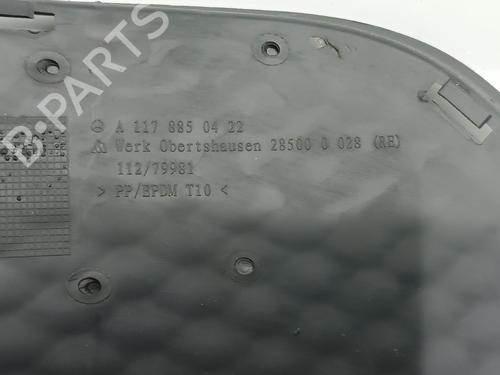 B-PARTS
A 117 885 04 22
Werk Obertshausen 28500 0 028 (RE)
112/79981
> PP/EPDM T10 <